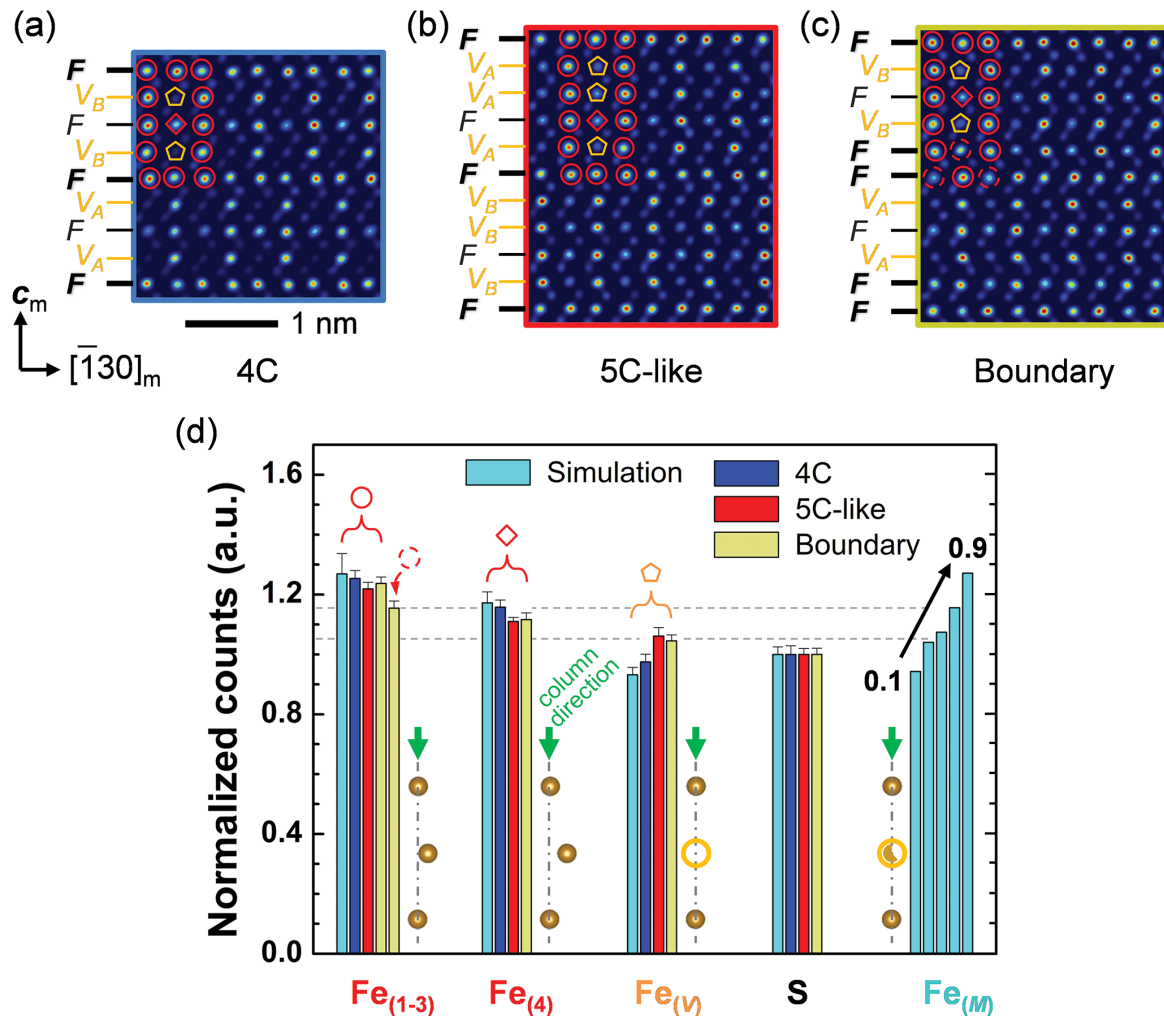 (a)
F
V_B
F
V_B
F
V_A
F
V_A
F
c_m
[1̄30]_m
1 nm
4C
(b)
F
V_A
V_A
F
V_A
F
V_B
V_B
F
V_B
F
5C-like
(c)
F
V_B
F
V_B
F
F
V_A
F
V_A
F
F
Boundary
(d)
Normalized counts (a.u.)
1.6
1.2
0.8
0.4
0.0
Simulation
4C
5C-like
Boundary
column
direction
0.1
0.9
Fe(1-3)
Fe(4)
Fe(V)
S
Fe(M)